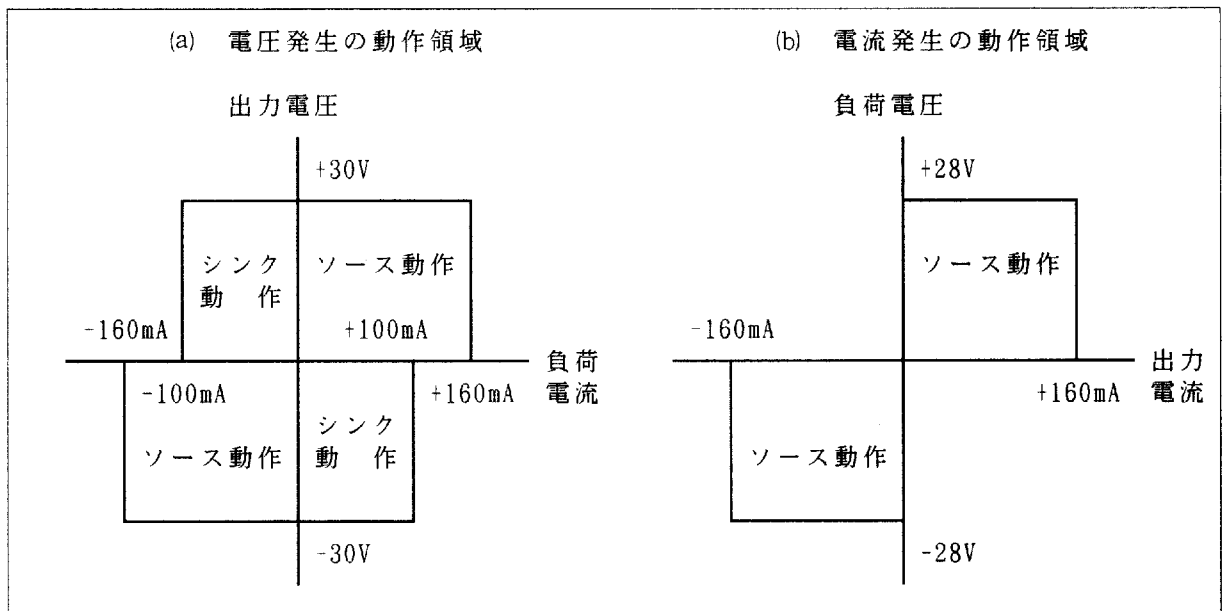 (a) 電圧発生の動作領域
出力電圧
+30V
シンク
動作
ソース動作
-160mA
+100mA
負荷
電流
-100mA
+160mA
ソース動作
シンク
動作
-30V
(b) 電流発生の動作領域
負荷電圧
+28V
ソース動作
-160mA
出力
電流
+160mA
ソース動作
-28V